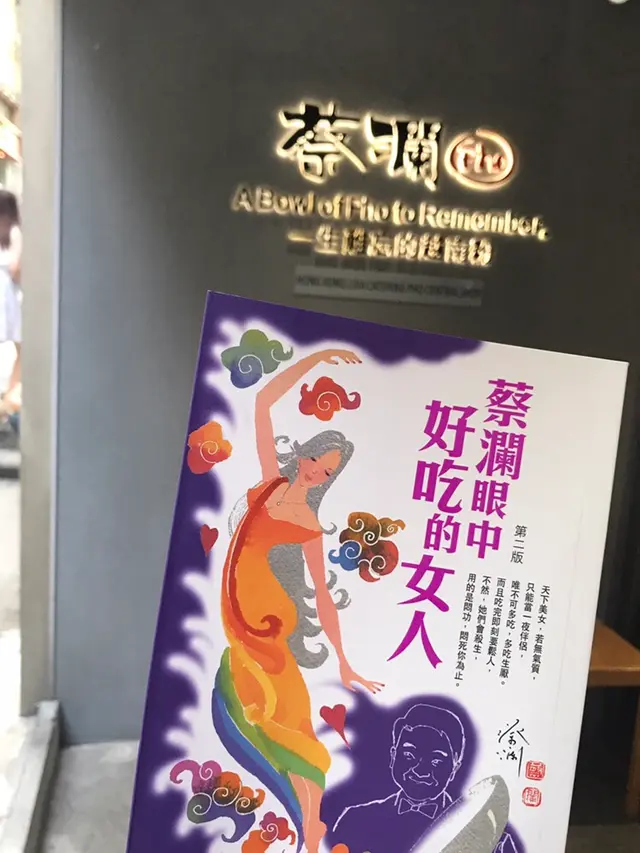 蔡瀾 Pho
A Bowl of Pho to Remember.
一生難忘的越南粉
蔡瀾眼中
好吃的女人
第二版
天下美女,若無氣質,
只能當一夜伴侶,
唯不可多吃,多吃生厭。
而且吃完即刻要鬆人,
不然,她們會殺生,
用的是悶功,悶死你為止。
蔡瀾